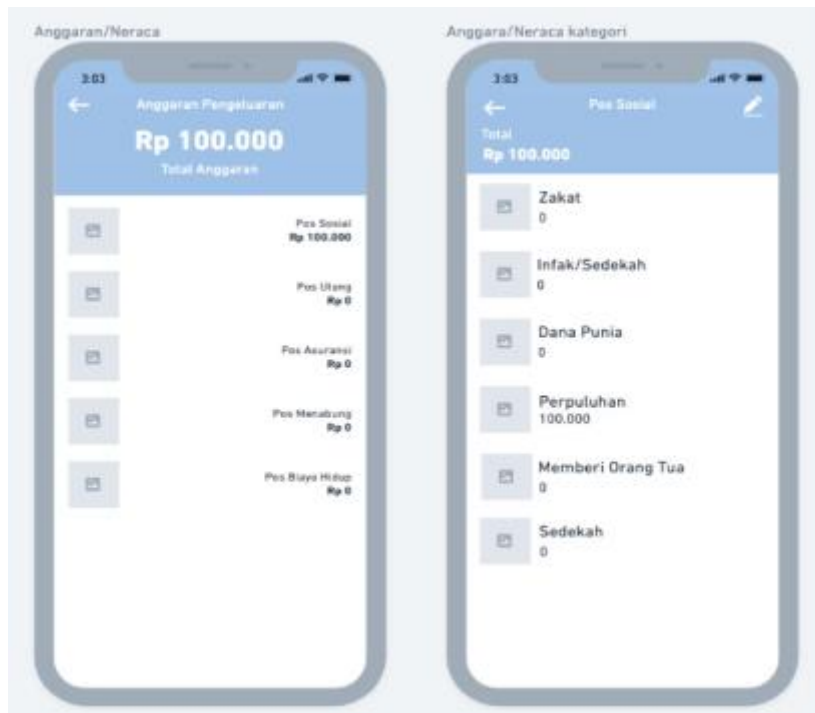 Anggaran/Neraca
3:03
Anggaran Pengeluaran
Rp 100.000
Total Anggaran
Pos Sosial
Rp 100.000
Pos Utang
Rp 0
Pos Asuransi
Rp 0
Pos Menabung
Rp 0
Pos Biaya Hidup
Rp 0
Anggara/Neraca kategori
3:03
Pos Sosial
Total
Rp 100.000
Zakat
0
Infak/Sedekah
0
Dana Punia
0
Perpuluhan
100.000
Memberi Orang Tua
0
Sedekah
0